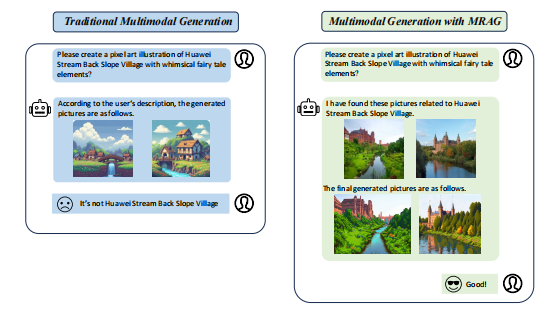 Traditional Multimodal Generation
Please create a pixel art illustration of Huawei
Stream Back Slope Village with whimsical fairy tale
elements?
According to the user's description, the generated
pictures are as follows.
It's not Huawei Stream Back Slope Village
Multimodal Generation with MRAG
Please create a pixel art illustration of Huawei
Stream Back Slope Village with whimsical fairy tale
elements?
I have found these pictures related to Huawei
Stream Back Slope Village.
The final generated pictures are as follows.
Good!